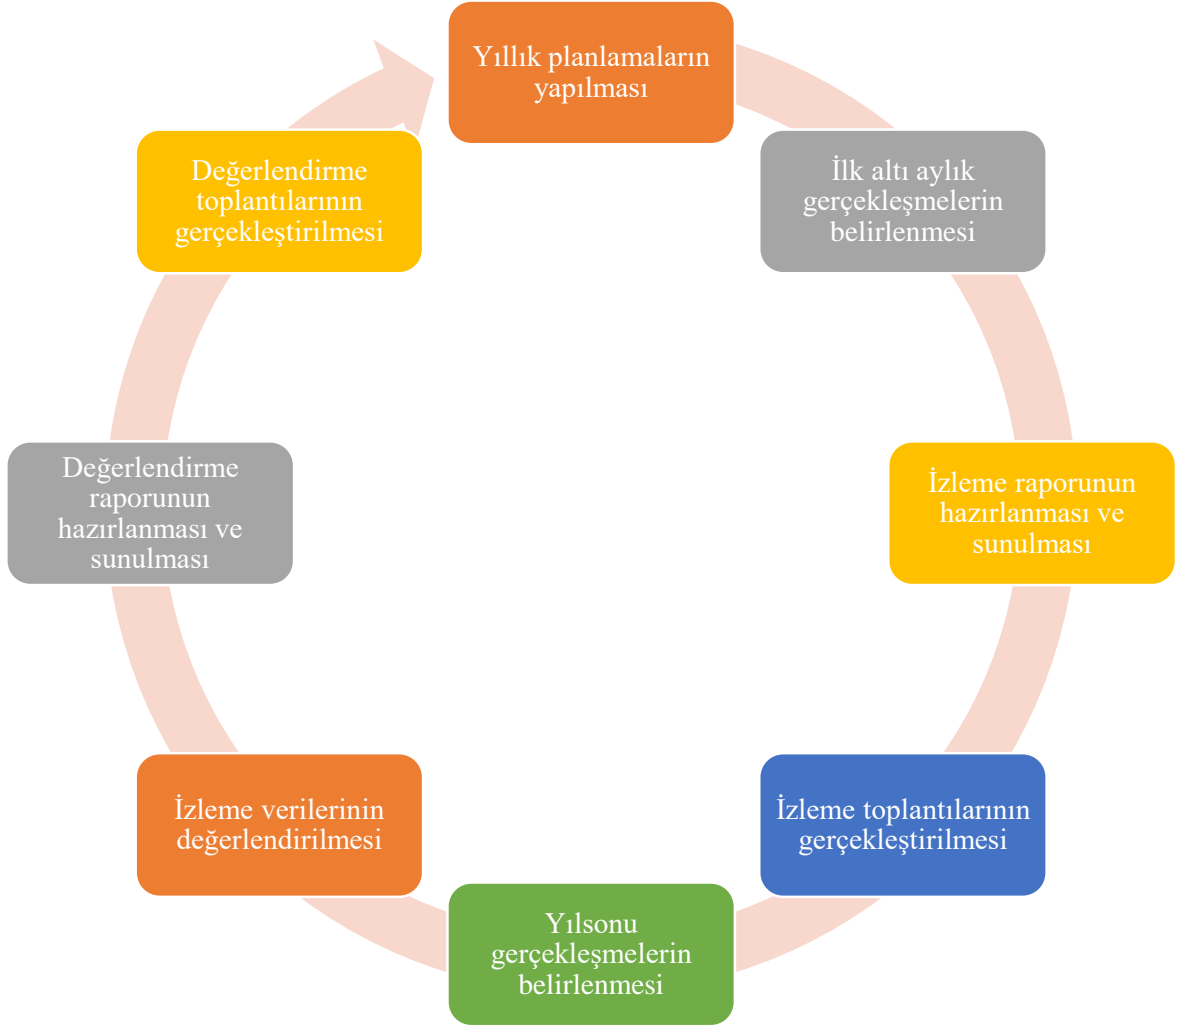 Yıllık planlamaların
yapılması
İlk altı aylık
gerçekleşmelerin
belirlenmesi
İzleme raporunun
hazırlanması ve
sunulması
İzleme toplantılarının
gerçekleştirilmesi
Yılsonu
gerçekleşmelerin
belirlenmesi
İzleme verilerinin
değerlendirilmesi
Değerlendirme
raporunun
hazırlanması ve
sunulması
Değerlendirme
toplantılarının
gerçekleştirilmesi